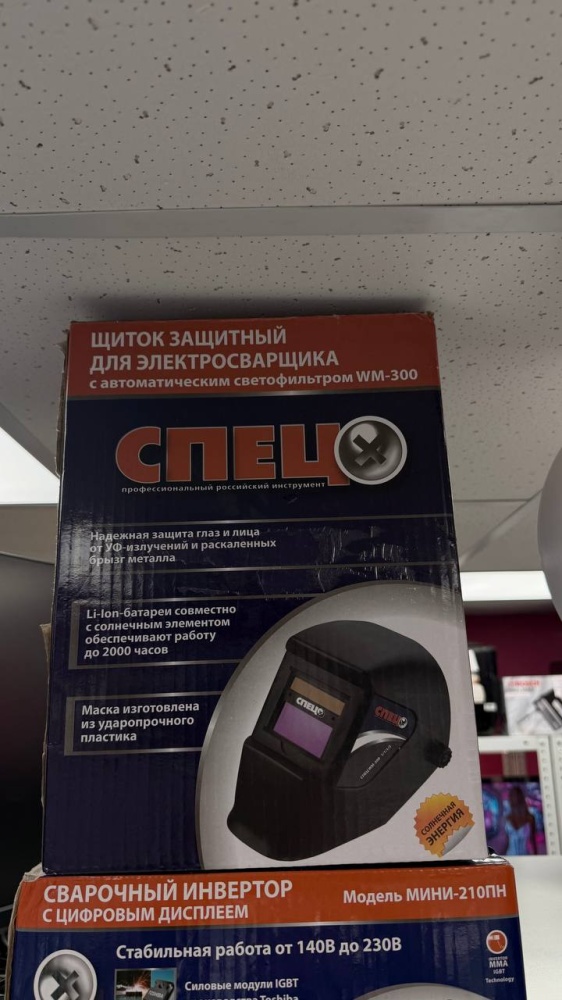 ЩИТОК ЗАЩИТНЫЙ
ДЛЯ ЭЛЕКТРОСВАРЩИКА
с автоматическим светофильтром WM-300
СПЕЦ
профессиональный российский инструмент
Надежная защита глаз и лица
от УФ-излучений и раскаленных
брызг металла
Li-Ion-батареи совместно
с солнечным элементом
обеспечивают работу
до 2000 часов
Маска изготовлена
из ударопрочного
пластика
СПЕЦ
СПЕЦ
СОЛНЕЧНАЯ
ЭНЕРГИЯ
СВАРОЧНЫЙ ИНВЕРТОР
С ЦИФРОВЫМ ДИСПЛЕЕМ
Модель МИНИ-210ПН
Стабильная работа от 140В до 230В
Силовые модули IGBT
Toshiba
INVERTER
MMA
IGBT
Technology